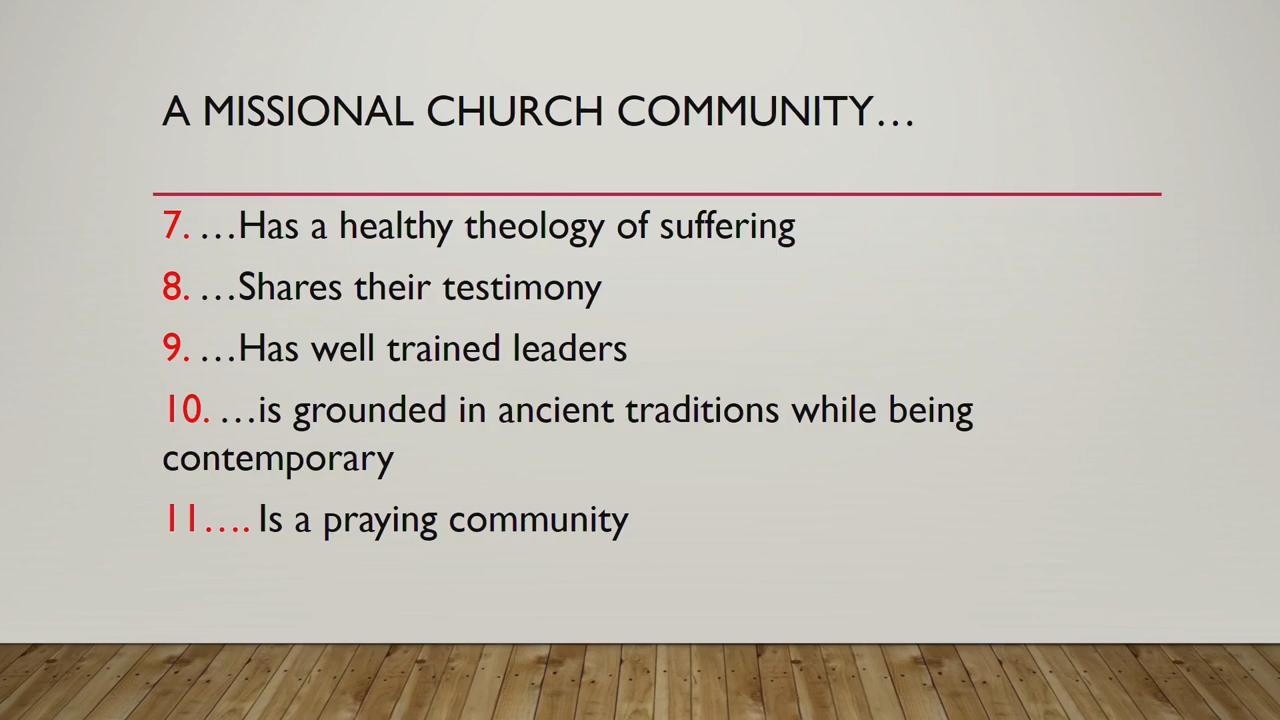 A MISSIONAL CHURCH COMMUNITY…
7. …Has a healthy theology of suffering
8. …Shares their testimony
9. …Has well trained leaders
10. …is grounded in ancient traditions while being
contemporary
11…. Is a praying community